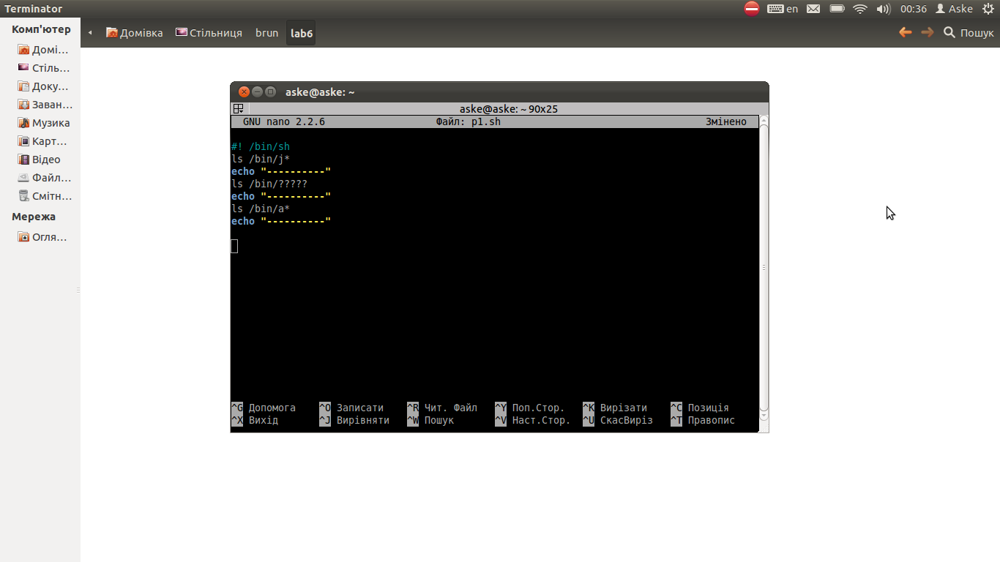 Terminator
en
00:36
Aske
Комп'ютер
Домі...
Стіль...
Доку...
Заван...
Музика
Карт...
Відео
Файл...
Смітн...
Мережа
Огля...
Домівка
Стільниця
brun
lab6
Пошук
aske@aske: ~
aske@aske: ~ 90x25
GNU nano 2.2.6 Файл: p1.sh Змінено
#! /bin/sh
ls /bin/j*
echo "----------"
ls /bin/?????
echo "----------"
ls /bin/a*
echo "----------"
^G Допомога ^O Записати ^R Чит. Файл ^Y Поп.Стор. ^K Вирізати ^C Позиція
^X Вихід ^J Вирівняти ^W Пошук ^V Наст.Стор. ^U СкасВиріз ^T Правопис